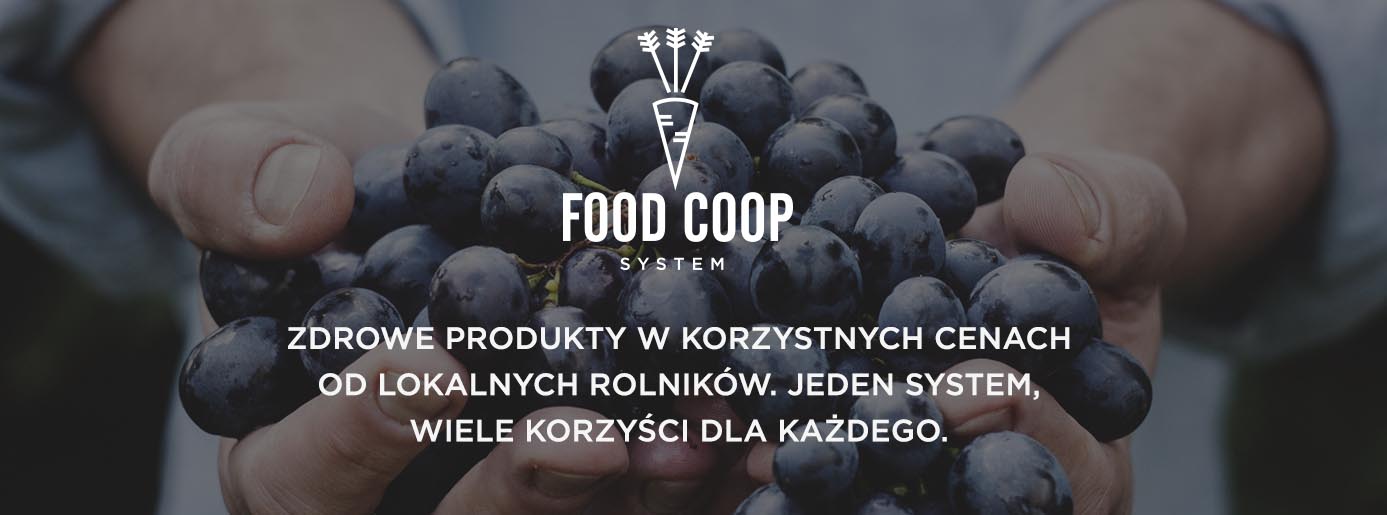 FOOD COOP
SYSTEM
ZDROWE PRODUKTY W KORZYSTNYCH CENACH
OD LOKALNYCH ROLNIKÓW. JEDEN SYSTEM,
WIELE KORZYŚCI DLA KAŻDEGO.